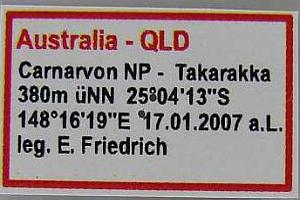 Australia - QLD
Carnarvon NP - Takarakka
380m üNN 25°04'13"S
148°16'19"E 17.01.2007 a.L.
leg. E. Friedrich